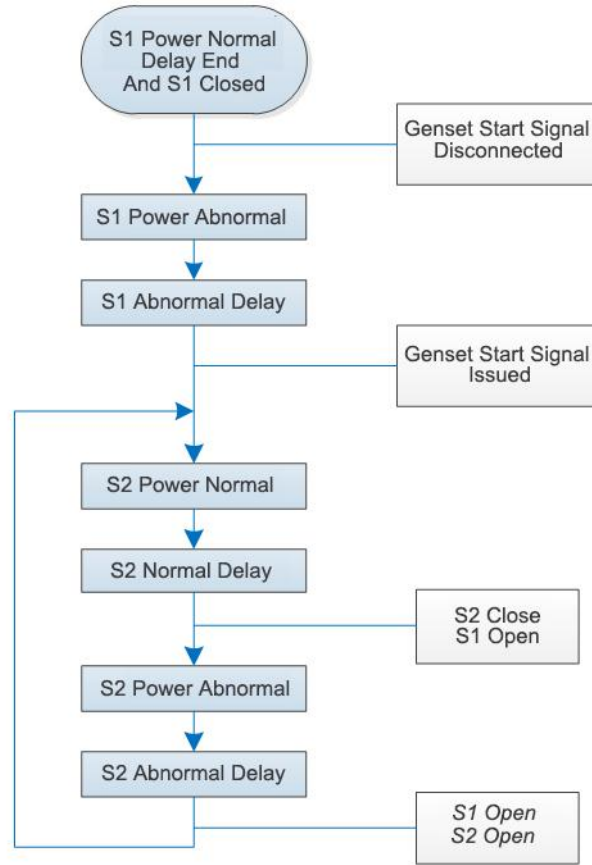 S1 Power Normal
Delay End
And S1 Closed
Genset Start Signal
Disconnected
S1 Power Abnormal
S1 Abnormal Delay
Genset Start Signal
Issued
S2 Power Normal
S2 Normal Delay
S2 Close
S1 Open
S2 Power Abnormal
S2 Abnormal Delay
S1 Open
S2 Open